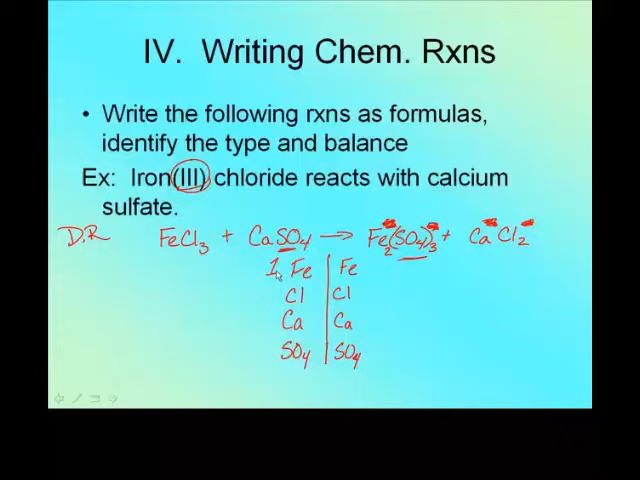 IV. Writing Chem. Rxns
• Write the following rxns as formulas,
identify the type and balance
Ex: Iron(III) chloride reacts with calcium
sulfate.
D.R FeCl₃ + CaSO₄ → Fe₂(SO₄)₃ + CaCl₂
1 Fe | Fe
Cl | Cl
Ca | Ca
SO₄ | SO₄